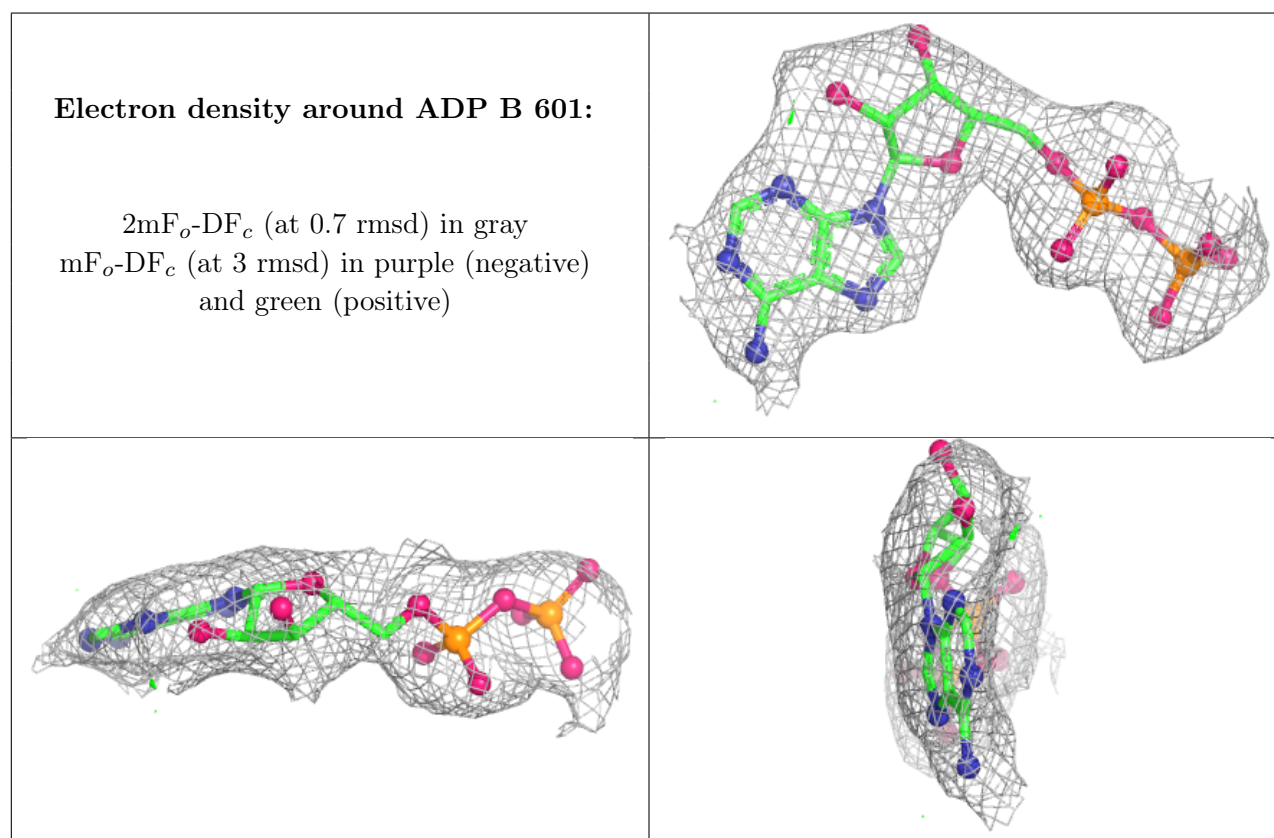 Electron density around ADP B 601:
2mFₒ-DF𝒸 (at 0.7 rmsd) in gray
mFₒ-DF𝒸 (at 3 rmsd) in purple (negative)
and green (positive)